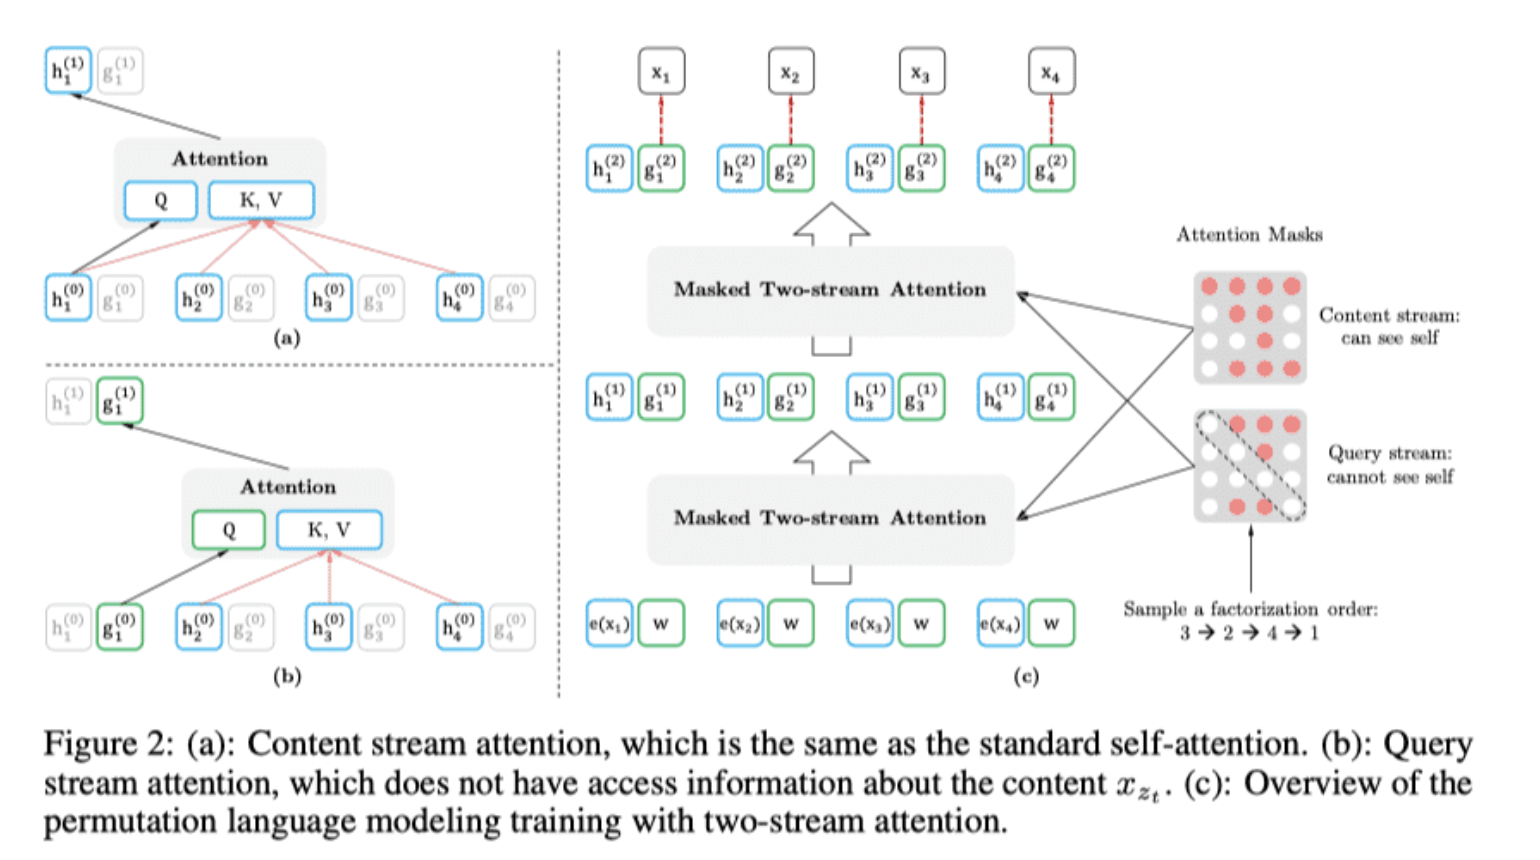 h₁⁽¹⁾ g₁⁽¹⁾
Attention
Q K, V
h₁⁽⁰⁾ g₁⁽⁰⁾ h₂⁽⁰⁾ g₂⁽⁰⁾ h₃⁽⁰⁾ g₃⁽⁰⁾ h₄⁽⁰⁾ g₄⁽⁰⁾
(a)
h₁⁽¹⁾ g₁⁽¹⁾
Attention
Q K, V
h₁⁽⁰⁾ g₁⁽⁰⁾ h₂⁽⁰⁾ g₂⁽⁰⁾ h₃⁽⁰⁾ g₃⁽⁰⁾ h₄⁽⁰⁾ g₄⁽⁰⁾
(b)
x₁ x₂ x₃ x₄
h₁⁽²⁾ g₁⁽²⁾ h₂⁽²⁾ g₂⁽²⁾ h₃⁽²⁾ g₃⁽²⁾ h₄⁽²⁾ g₄⁽²⁾
Masked Two-stream Attention
h₁⁽¹⁾ g₁⁽¹⁾ h₂⁽¹⁾ g₂⁽¹⁾ h₃⁽¹⁾ g₃⁽¹⁾ h₄⁽¹⁾ g₄⁽¹⁾
Masked Two-stream Attention
e(x₁) w e(x₂) w e(x₃) w e(x₄) w
(c)
Attention Masks
Content stream:
can see self
Query stream:
cannot see self
Sample a factorization order:
3 → 2 → 4 → 1
Figure 2: (a): Content stream attention, which is the same as the standard self-attention. (b): Query
stream attention, which does not have access information about the content x_{z_t}. (c): Overview of the
permutation language modeling training with two-stream attention.